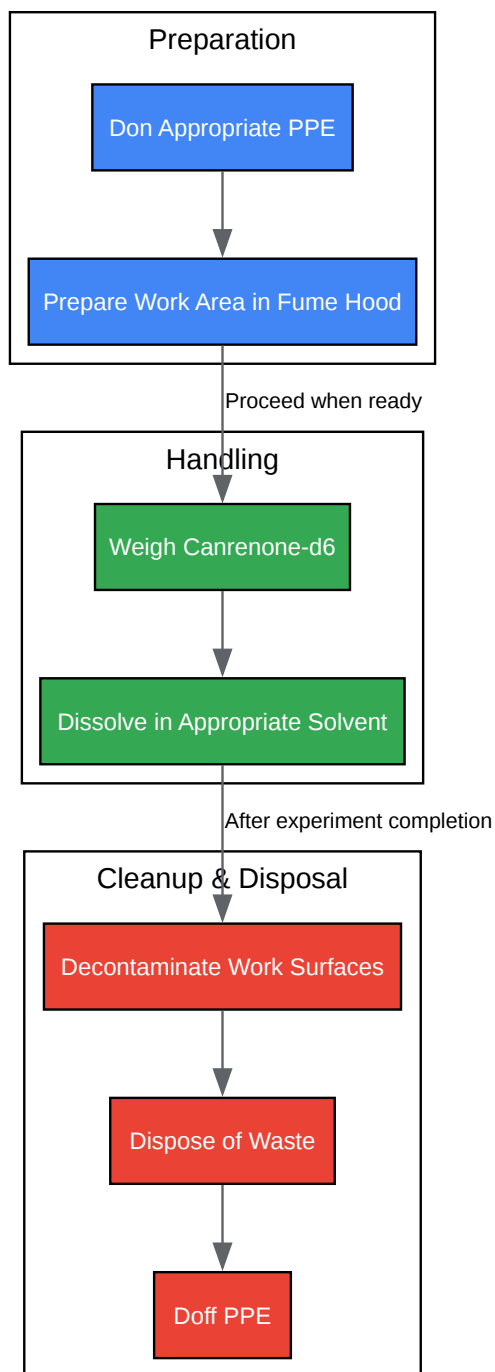 Preparation
Don Appropriate PPE
Prepare Work Area in Fume Hood
Proceed when ready
Handling
Weigh Canrenone-d6
Dissolve in Appropriate Solvent
After experiment completion
Cleanup & Disposal
Decontaminate Work Surfaces
Dispose of Waste
Doff PPE